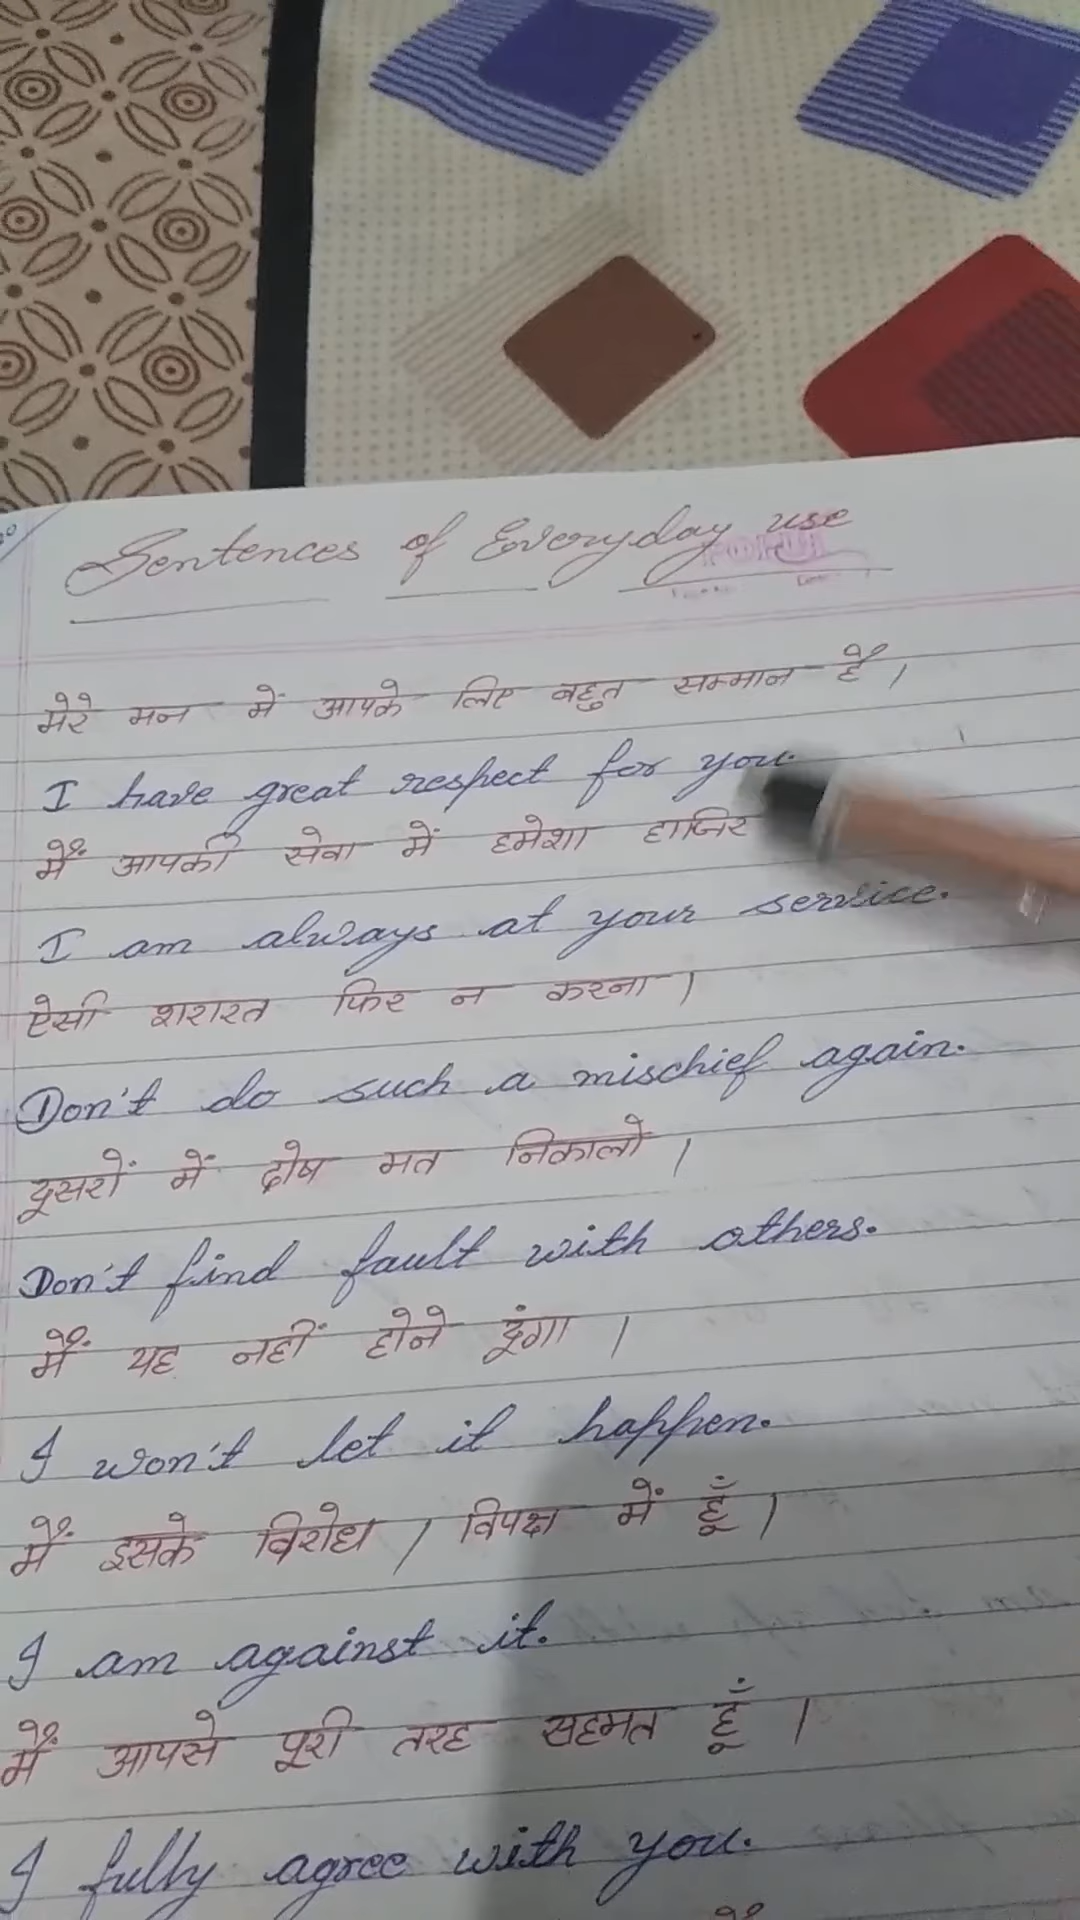 Sentences of Everyday use
मेरे मन में आपके लिए बहुत सम्मान है ।
I have great respect for you.
मैं आपकी सेवा में हमेशा हाजिर
I am always at your service.
ऐसी शरारत फिर न करना ।
Don't do such a mischief again.
दूसरों में दोष मत निकालो ।
Don't find fault with others.
मैं यह नहीं होने दूंगा ।
I won't let it happen.
मैं इसके विरोध / विपक्ष में हूँ ।
I am against it.
मैं आपसे पूरी तरह सहमत हूँ ।
I fully agree with you.